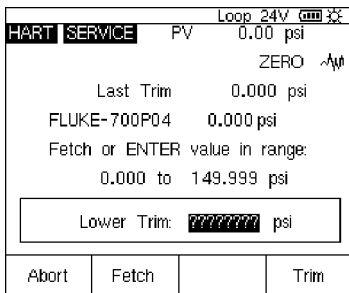 Loop 24V
HART SERVICE PV 0.00 psi
ZERO
Last Trim 0.000 psi
FLUKE-700P04 0.000 psi
Fetch or ENTER value in range:
0.000 to 149.999 psi
Lower Trim: ???????? psi
Abort Fetch Trim